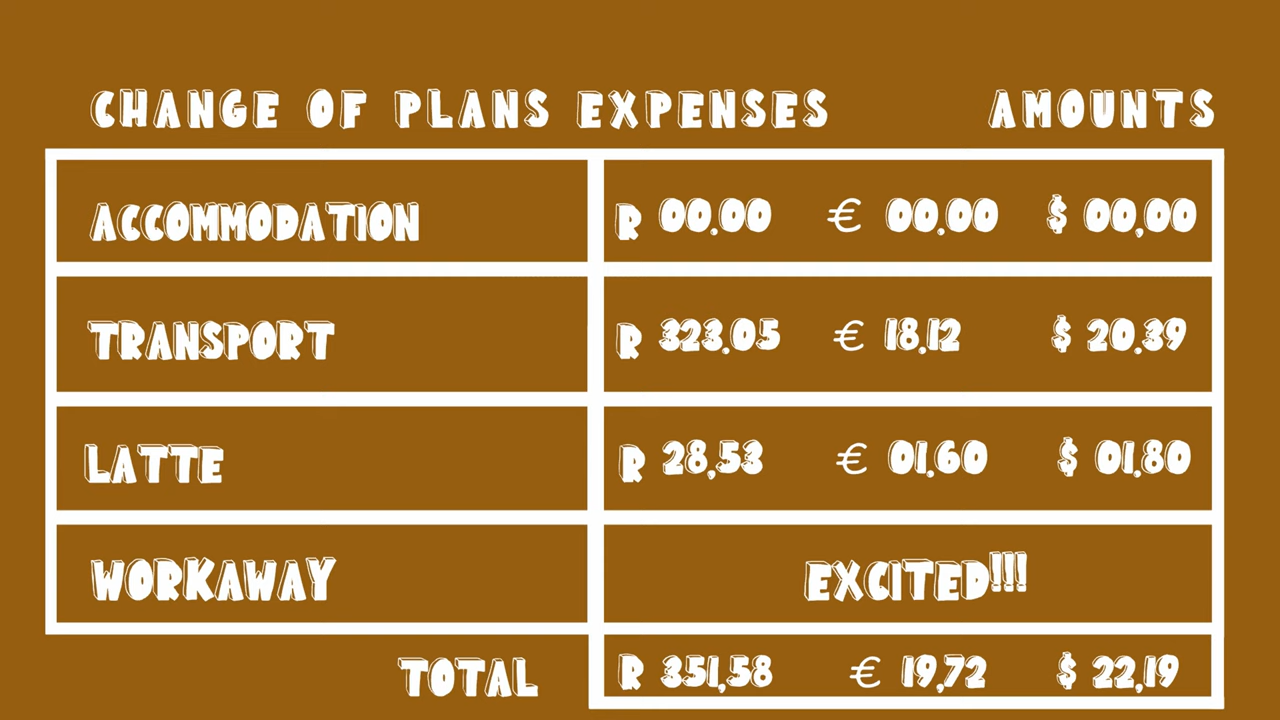 CHANGE OF PLANS EXPENSES AMOUNTS
ACCOMMODATION R 00.00 € 00.00 $ 00,00
TRANSPORT R 323,05 € 18,12 $ 20,39
LATTE R 28,53 € 01,60 $ 01,80
WORKAWAY EXCITED!!!
TOTAL R 351,58 € 19,72 $ 22,19